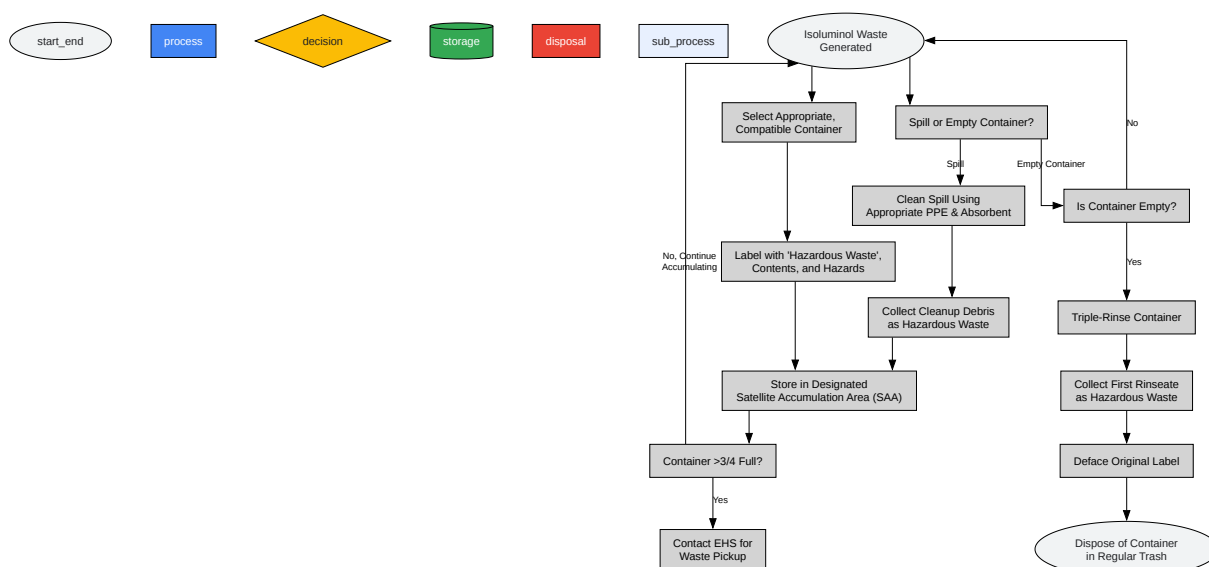 start_end
process
decision
storage
disposal
sub_process
Isoluminol Waste
Generated
Select Appropriate,
Compatible Container
Spill or Empty Container?
No
Spill
Empty Container
Clean Spill Using
Appropriate PPE & Absorbent
Is Container Empty?
No, Continue
Accumulating
Label with 'Hazardous Waste',
Contents, and Hazards
Yes
Collect Cleanup Debris
as Hazardous Waste
Triple-Rinse Container
Store in Designated
Satellite Accumulation Area (SAA)
Collect First Rinseate
as Hazardous Waste
Container >3/4 Full?
Deface Original Label
Yes
Contact EHS for
Waste Pickup
Dispose of Container
in Regular Trash